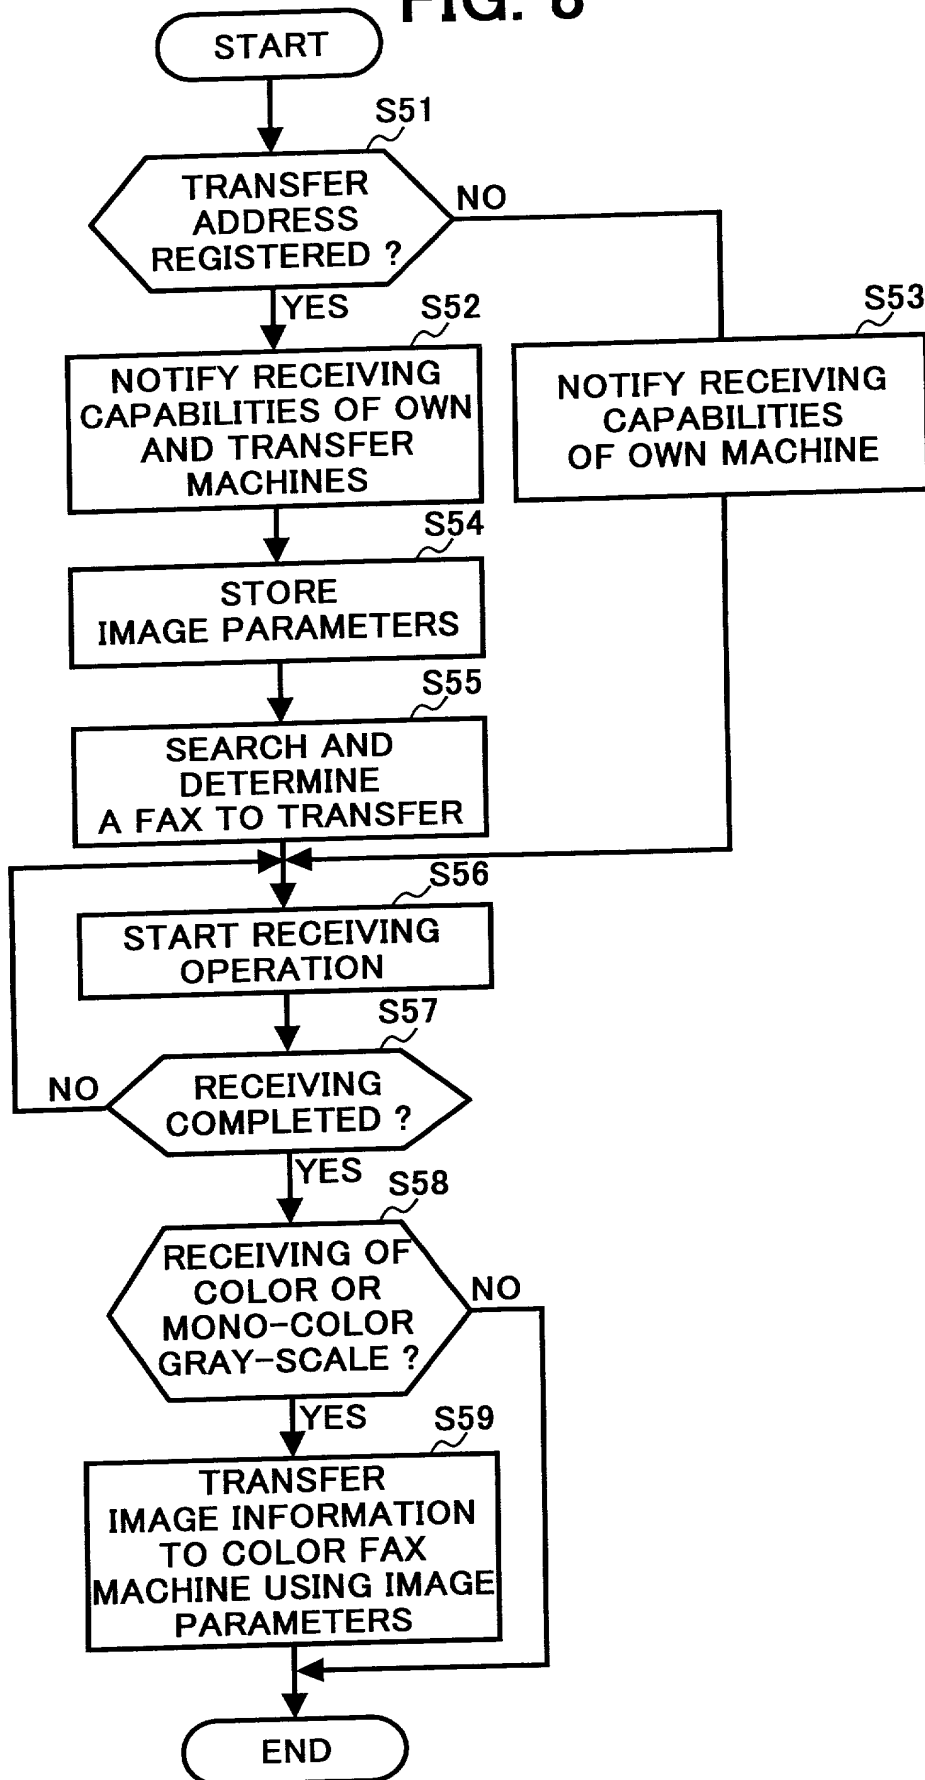 FIG. 8
START
S51
TRANSFER
ADDRESS
REGISTERED ?
NO
YES
S52
NOTIFY RECEIVING
CAPABILITIES OF OWN
AND TRANSFER
MACHINES
S53
NOTIFY RECEIVING
CAPABILITIES
OF OWN MACHINE
S54
STORE
IMAGE PARAMETERS
S55
SEARCH AND
DETERMINE
A FAX TO TRANSFER
S56
START RECEIVING
OPERATION
S57
RECEIVING
COMPLETED ?
NO
YES
S58
RECEIVING OF
COLOR OR
MONO-COLOR
GRAY-SCALE ?
NO
YES
S59
TRANSFER
IMAGE INFORMATION
TO COLOR FAX
MACHINE USING IMAGE
PARAMETERS
END